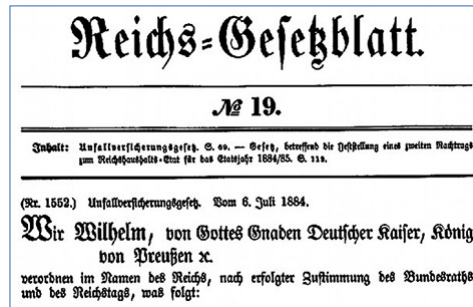 Reichs-Gesetzblatt.
№ 19.
Inhalt: Unfallversicherungsgesetz. S. 69. — Gesetz, betreffend die Feststellung eines zweiten Nachtrags
zum Reichshaushalts-Etat für das Etatsjahr 1884/85. S. 112.
(Nr. 1552.) Unfallversicherungsgesetz. Vom 6. Juli 1884.
Wir Wilhelm, von Gottes Gnaden Deutscher Kaiser, König
von Preußen ꝛc.
verordnen im Namen des Reichs, nach erfolgter Zustimmung des Bundesraths
und des Reichstags, was folgt: